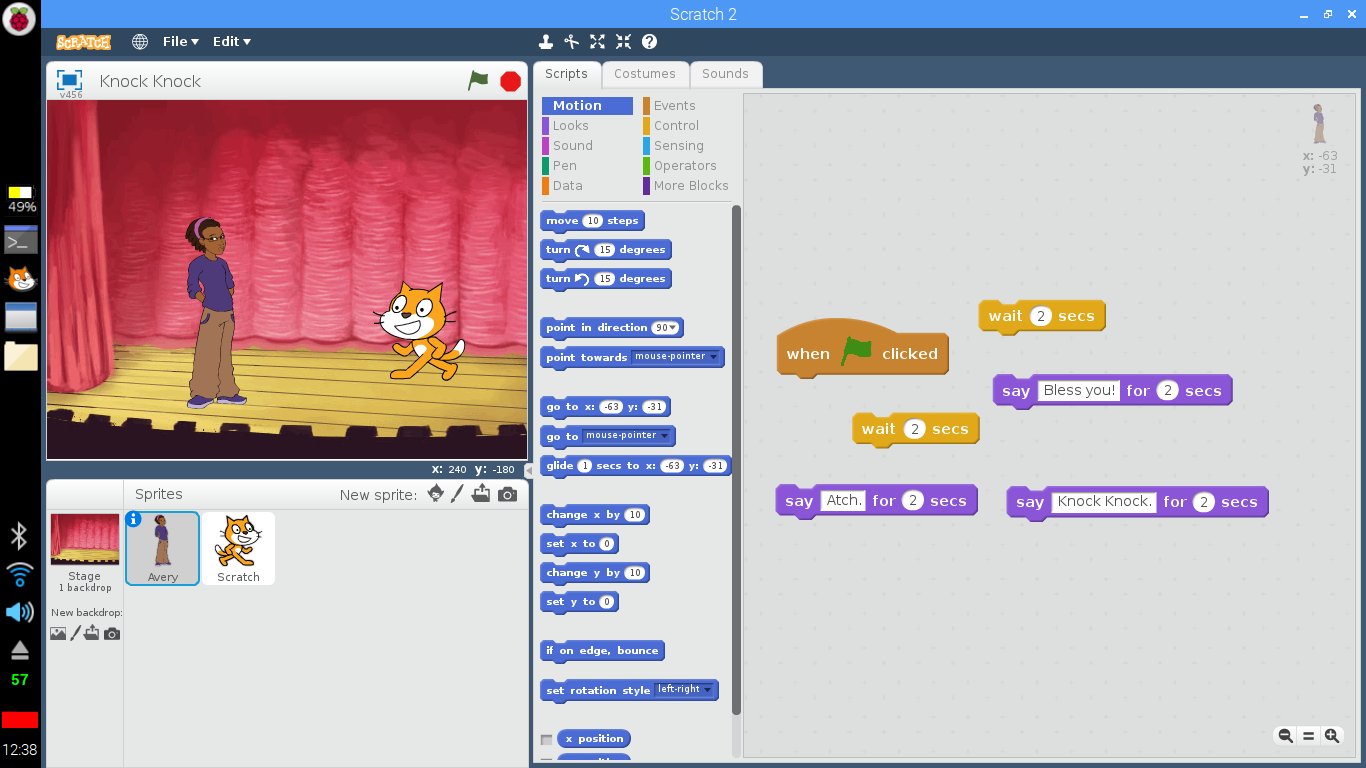 Scratch 2
SCRATCH
File ▾ Edit ▾
v456
Knock Knock
Scripts Costumes Sounds
Motion
Looks
Sound
Pen
Data
Events
Control
Sensing
Operators
More Blocks
move 10 steps
turn 15 degrees
turn 15 degrees
point in direction 90▾
point towards mouse-pointer
go to x: -63 y: -31
go to mouse-pointer
glide 1 secs to x: -63 y: -31
change x by 10
set x to 0
change y by 10
set y to 0
if on edge, bounce
set rotation style left-right
x position
x: -63
y: -31
wait 2 secs
when clicked
say Bless you! for 2 secs
wait 2 secs
say Atch. for 2 secs
say Knock Knock. for 2 secs
x: 240 y: -180
Sprites
New sprite:
Stage
1 backdrop
New backdrop:
Avery
Scratch
49%
57
12:38